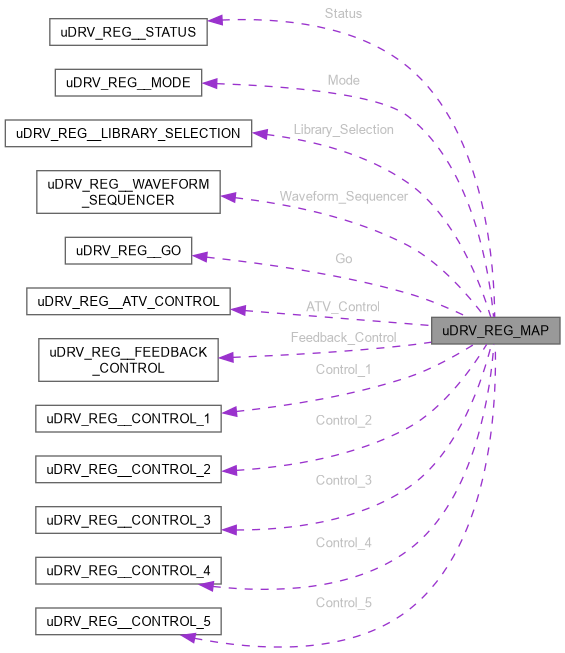 Status
uDRV_REG__STATUS
Mode
uDRV_REG__MODE
Library_Selection
uDRV_REG__LIBRARY_SELECTION
uDRV_REG__WAVEFORM
_SEQUENCER
Waveform_Sequencer
uDRV_REG__GO
Go
uDRV_REG__ATV_CONTROL
ATV_Control
uDRV_REG_MAP
Feedback_Control
uDRV_REG__FEEDBACK
_CONTROL
Control_1
uDRV_REG__CONTROL_1
Control_2
uDRV_REG__CONTROL_2
Control_3
uDRV_REG__CONTROL_3
Control_4
uDRV_REG__CONTROL_4
Control_5
uDRV_REG__CONTROL_5